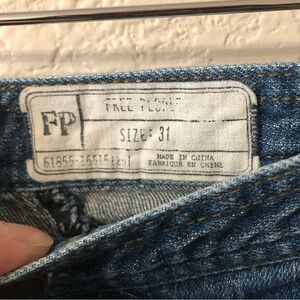 FP
FREE PEOPLE
SIZE: 31
MADE IN CHINA
FABRIQUE EN CHINE